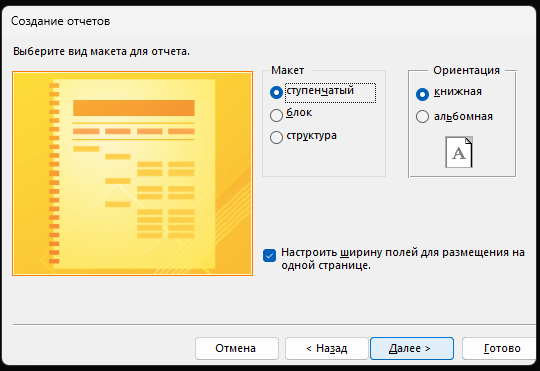 Создание отчетов
Выберите вид макета для отчета.
Макет
ступенчатый
блок
структура
Ориентация
книжная
альбомная
A
Настроить ширину полей для размещения на
одной странице.
Отмена
< Назад
Далее >
Готово